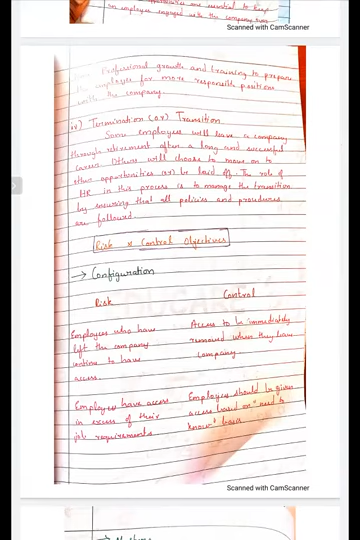 on employee engaged with the company
Scanned with CamScanner
Professional growth and training to prepare
the employee for more responsible positions
with the company.
iv) Termination (or) Transition
Some employees will leave a company
through retirement after a long and successful
career. Others will choose to move on to
other opportunities (or) be laid off. The role of
HR in this process is to manage the transition
by ensuring that all policies and procedures
are followed.
Risk & Control Objectives
→ Configuration
Risk Control
Employees who have Access to be immediately
left the company removed when they leave
continue to have company
access.
Employees have access Employees should be given
in excess of their access based on "need to
job requirements know" basis
Scanned with CamScanner